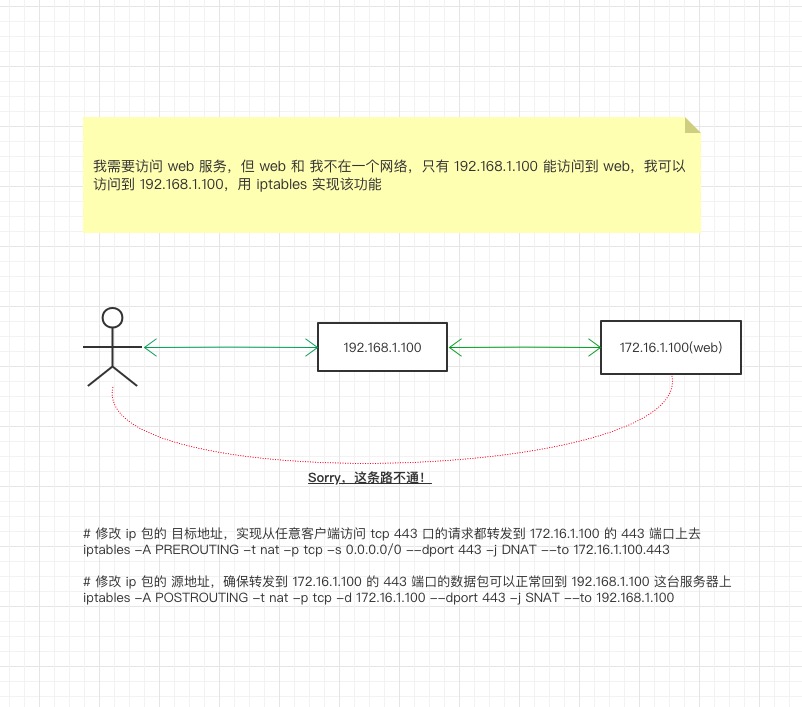 我需要访问 web 服务，但 web 和 我不在一个网络，只有 192.168.1.100 能访问到 web，我可以
访问到 192.168.1.100，用 iptables 实现该功能
192.168.1.100
172.16.1.100(web)
Sorry，这条路不通！
# 修改 ip 包的 目标地址，实现从任意客户端访问 tcp 443 口的请求都转发到 172.16.1.100 的 443 端口上去
iptables -A PREROUTING -t nat -p tcp -s 0.0.0.0/0 --dport 443 -j DNAT --to 172.16.1.100.443
# 修改 ip 包的 源地址，确保转发到 172.16.1.100 的 443 端口的数据包可以正常回到 192.168.1.100 这台服务器上
iptables -A POSTROUTING -t nat -p tcp -d 172.16.1.100 --dport 443 -j SNAT --to 192.168.1.100